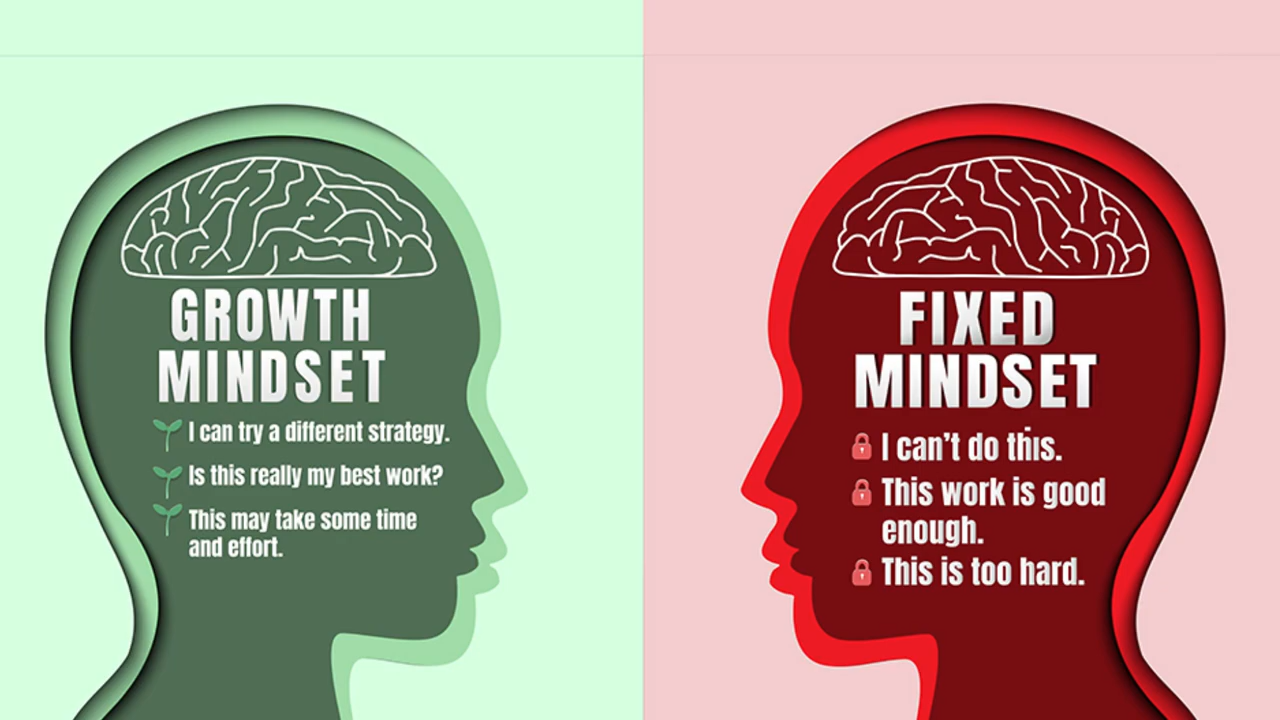 GROWTH
MINDSET
I can try a different strategy.
Is this really my best work?
This may take some time
and effort.
FIXED
MINDSET
I can't do this.
This work is good
enough.
This is too hard.